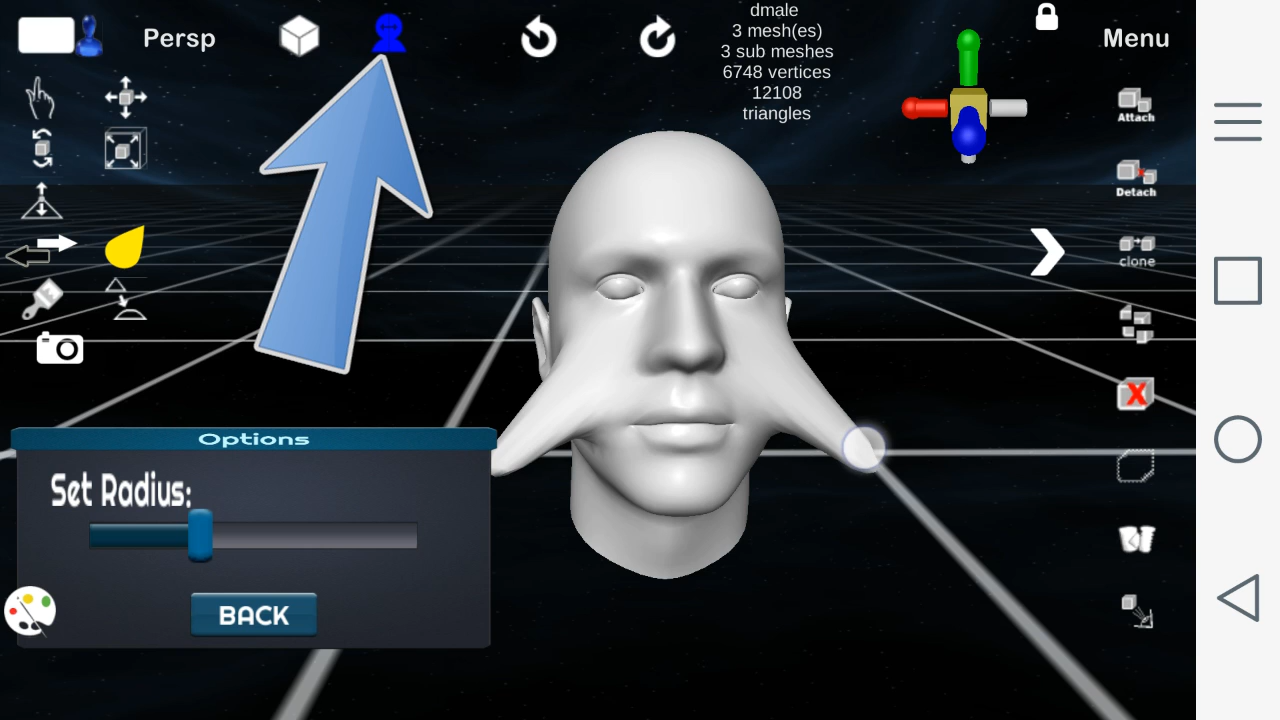 Persp
dmale
3 mesh(es)
3 sub meshes
6748 vertices
12108
triangles
Menu
Attach
Detach
clone
X
Options
Set Radius:
BACK